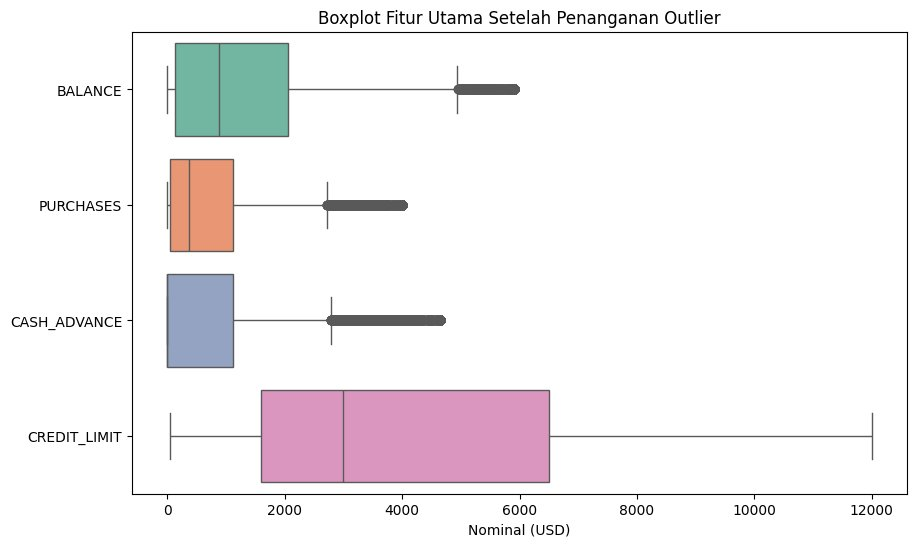 Boxplot Fitur Utama Setelah Penanganan Outlier
BALANCE
PURCHASES
CASH_ADVANCE
CREDIT_LIMIT
0 2000 4000 6000 8000 10000 12000
Nominal (USD)